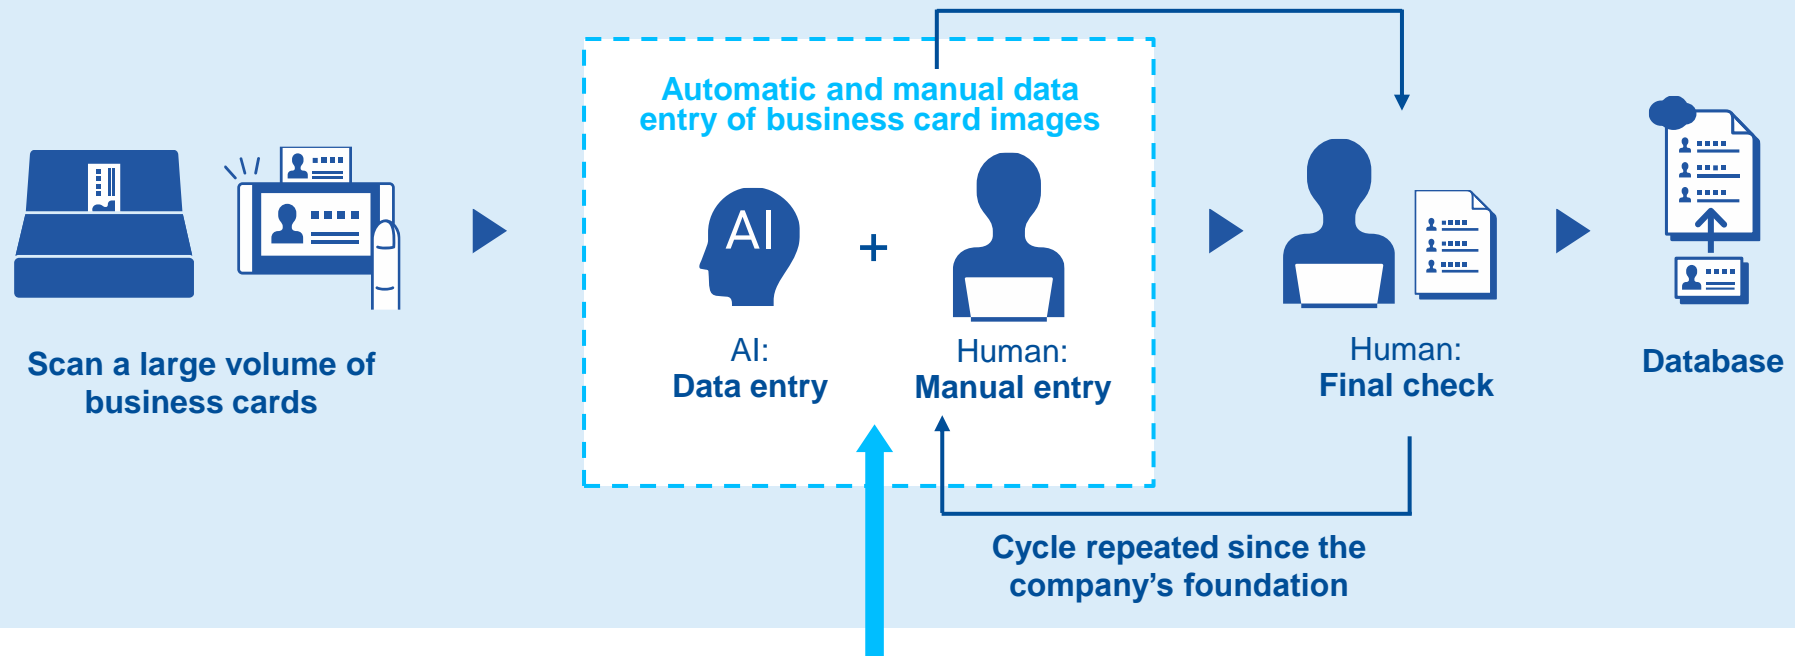 Automatic and manual data
entry of business card images
AI
+
Scan a large volume of
business cards
AI:
Data entry
Human:
Manual entry
Human:
Final check
Database
Cycle repeated since the
company's foundation